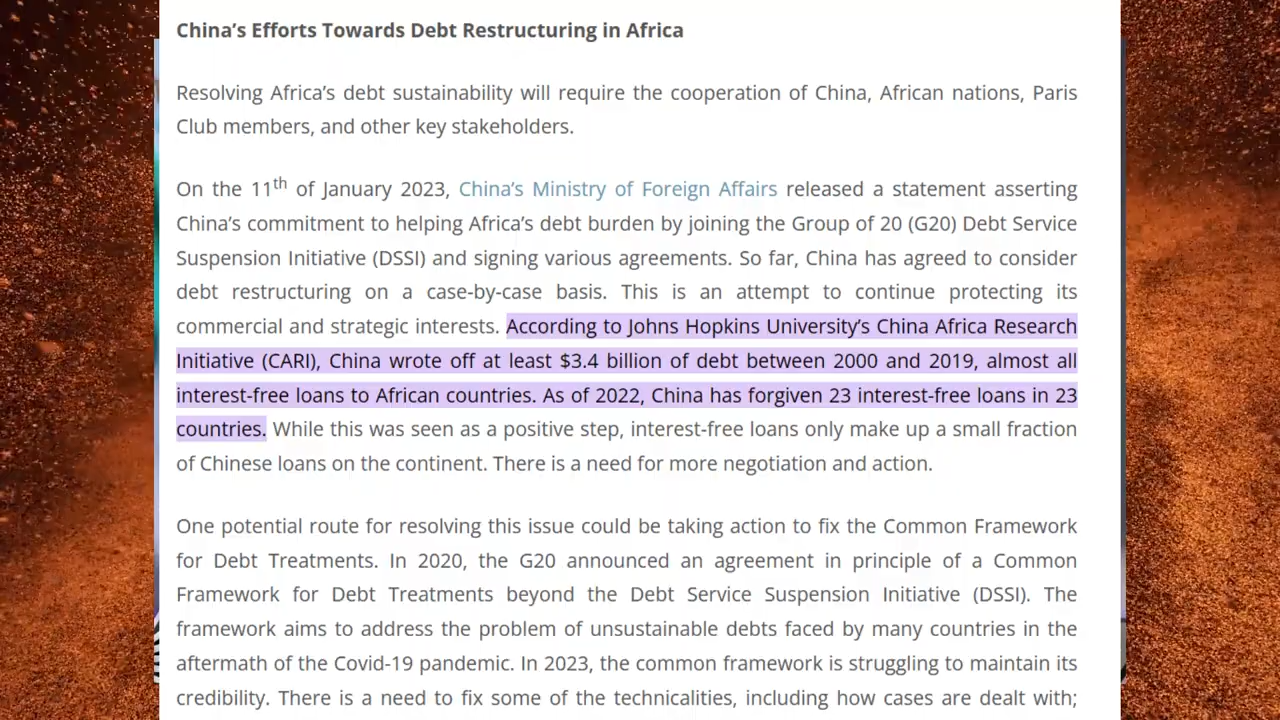 China’s Efforts Towards Debt Restructuring in Africa
Resolving Africa’s debt sustainability will require the cooperation of China, African nations, Paris
Club members, and other key stakeholders.
On the 11th of January 2023, China’s Ministry of Foreign Affairs released a statement asserting
China’s commitment to helping Africa’s debt burden by joining the Group of 20 (G20) Debt Service
Suspension Initiative (DSSI) and signing various agreements. So far, China has agreed to consider
debt restructuring on a case-by-case basis. This is an attempt to continue protecting its
commercial and strategic interests. According to Johns Hopkins University’s China Africa Research
Initiative (CARI), China wrote off at least $3.4 billion of debt between 2000 and 2019, almost all
interest-free loans to African countries. As of 2022, China has forgiven 23 interest-free loans in 23
countries. While this was seen as a positive step, interest-free loans only make up a small fraction
of Chinese loans on the continent. There is a need for more negotiation and action.
One potential route for resolving this issue could be taking action to fix the Common Framework
for Debt Treatments. In 2020, the G20 announced an agreement in principle of a Common
Framework for Debt Treatments beyond the Debt Service Suspension Initiative (DSSI). The
framework aims to address the problem of unsustainable debts faced by many countries in the
aftermath of the Covid-19 pandemic. In 2023, the common framework is struggling to maintain its
credibility. There is a need to fix some of the technicalities, including how cases are dealt with;